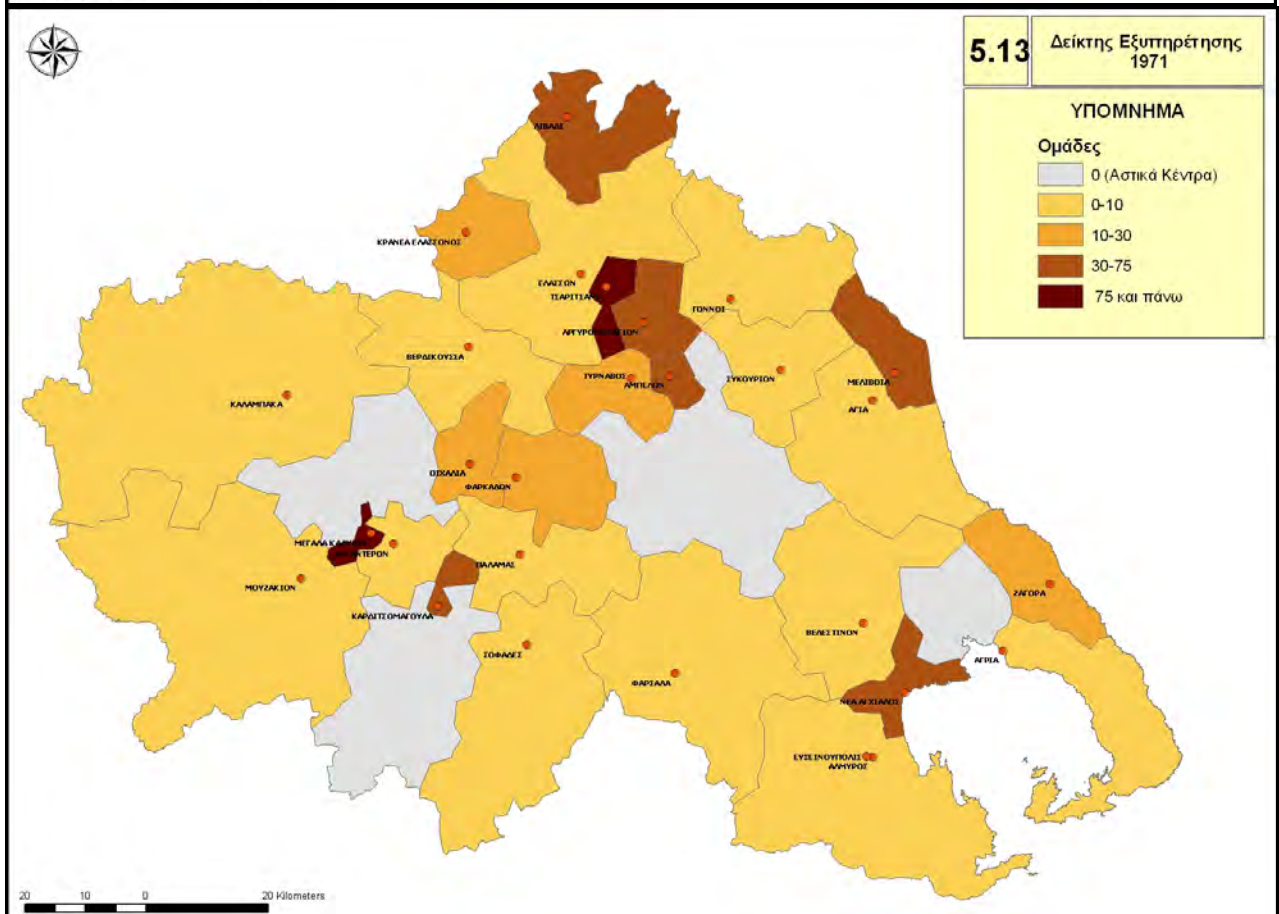 5.13
Δείκτης Εξυπηρέτησης
1971
ΥΠΟΜΝΗΜΑ
Ομάδες
0 (Αστικά Κέντρα)
0-10
10-30
30-75
75 και πάνω
ΛΙΒΑΔΙ
ΚΡΑΝΕΑ ΕΛΑΣΣΟΝΟΣ
ΕΛΑΣΣΩΝ
ΓΟΝΝΟΙ
ΒΕΡΔΙΚΟΥΣΣΑ
ΤΥΡΝΑΒΟΣ
ΑΜΠΕΛΩΝ
ΣΥΚΟΥΡΙΟΝ
ΜΕΛΙΒΟΙΑ
ΑΓΙΑ
ΚΑΛΑΜΠΑΚΑ
ΟΙΧΑΛΙΑ
ΦΑΡΚΑΔΩΝ
ΜΕΓΑΛΑ
ΠΑΛΑΜΑΣ
ΜΟΥΖΑΚΙΟΝ
ΚΑΡΔΙΤΣΟΜΑΓΟΥΛΑ
ΖΑΓΟΡΑ
ΒΕΛΕΣΤΙΝΟΝ
ΣΟΦΑΔΕΣ
ΑΓΡΙΑ
ΦΑΡΣΑΛΑ
ΝΕΑ ΑΓΧΙΑΛΟΣ
ΕΥΞΕΙΝΟΥΠΟΛΙΣ
ΑΛΜΥΡΟΣ
20 10 0 20 Kilometers